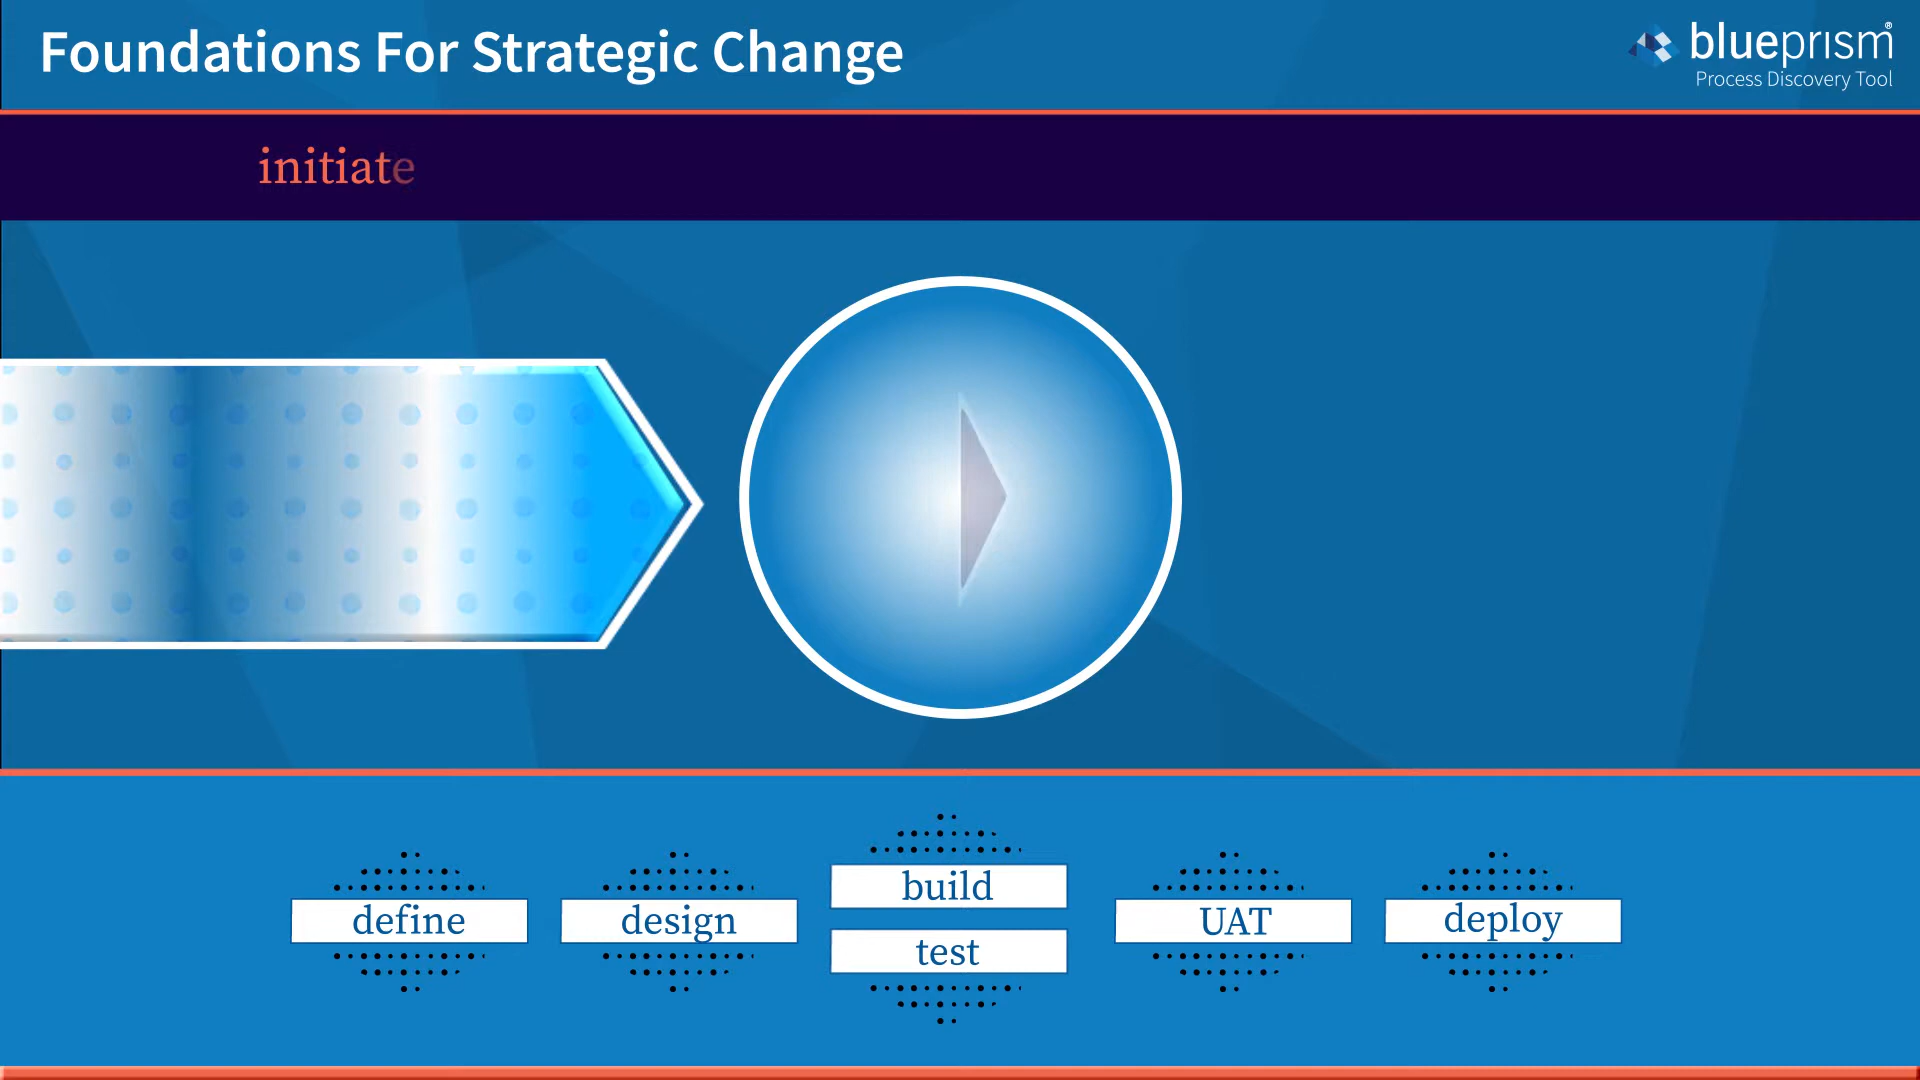 Foundations For Strategic Change
blueprism®
Process Discovery Tool
initiate
define
design
build
test
UAT
deploy